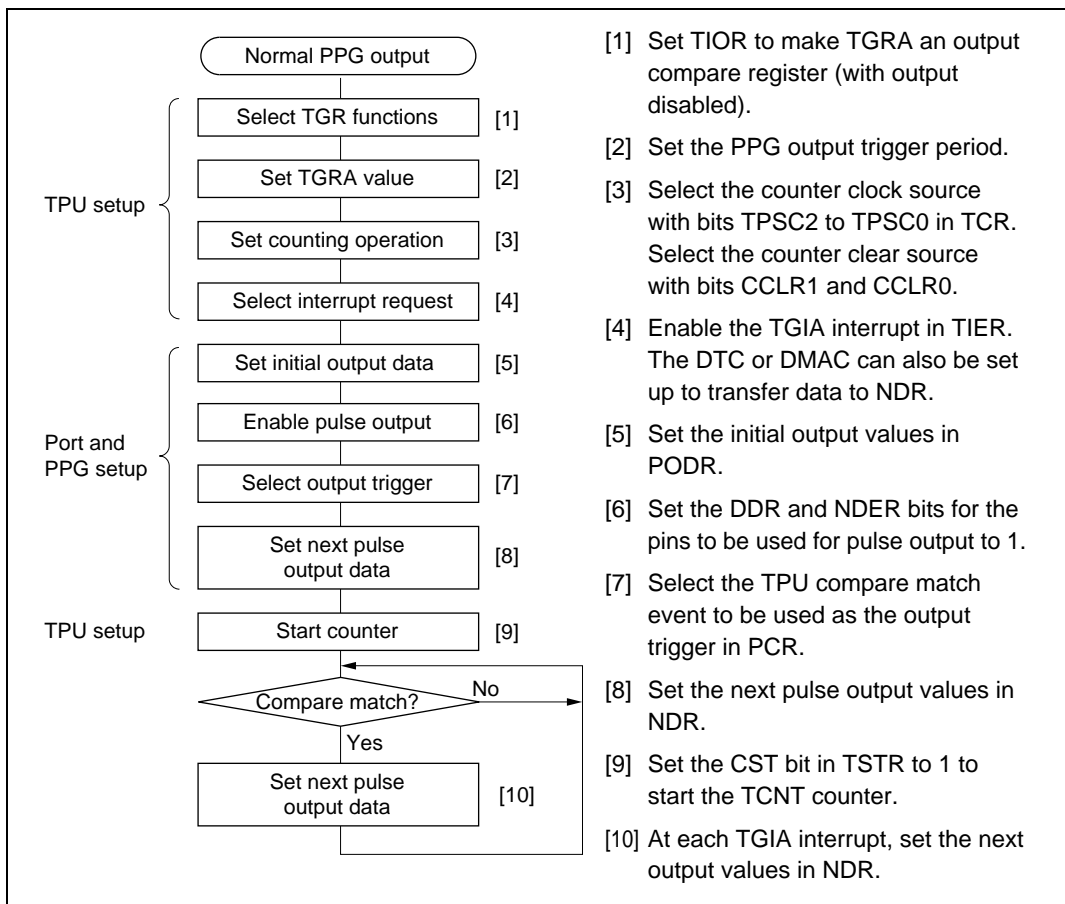 Normal PPG output
Select TGR functions [1]
Set TGRA value [2]
TPU setup
Set counting operation [3]
Select interrupt request [4]
Set initial output data [5]
Enable pulse output [6]
Port and
PPG setup
Select output trigger [7]
Set next pulse
output data
[8]
TPU setup
Start counter [9]
Compare match?
No
Yes
Set next pulse
output data
[10]
[1] Set TIOR to make TGRA an output
compare register (with output
disabled).
[2] Set the PPG output trigger period.
[3] Select the counter clock source
with bits TPSC2 to TPSC0 in TCR.
Select the counter clear source
with bits CCLR1 and CCLR0.
[4] Enable the TGIA interrupt in TIER.
The DTC or DMAC can also be set
up to transfer data to NDR.
[5] Set the initial output values in
PODR.
[6] Set the DDR and NDER bits for the
pins to be used for pulse output to 1.
[7] Select the TPU compare match
event to be used as the output
trigger in PCR.
[8] Set the next pulse output values in
NDR.
[9] Set the CST bit in TSTR to 1 to
start the TCNT counter.
[10] At each TGIA interrupt, set the next
output values in NDR.